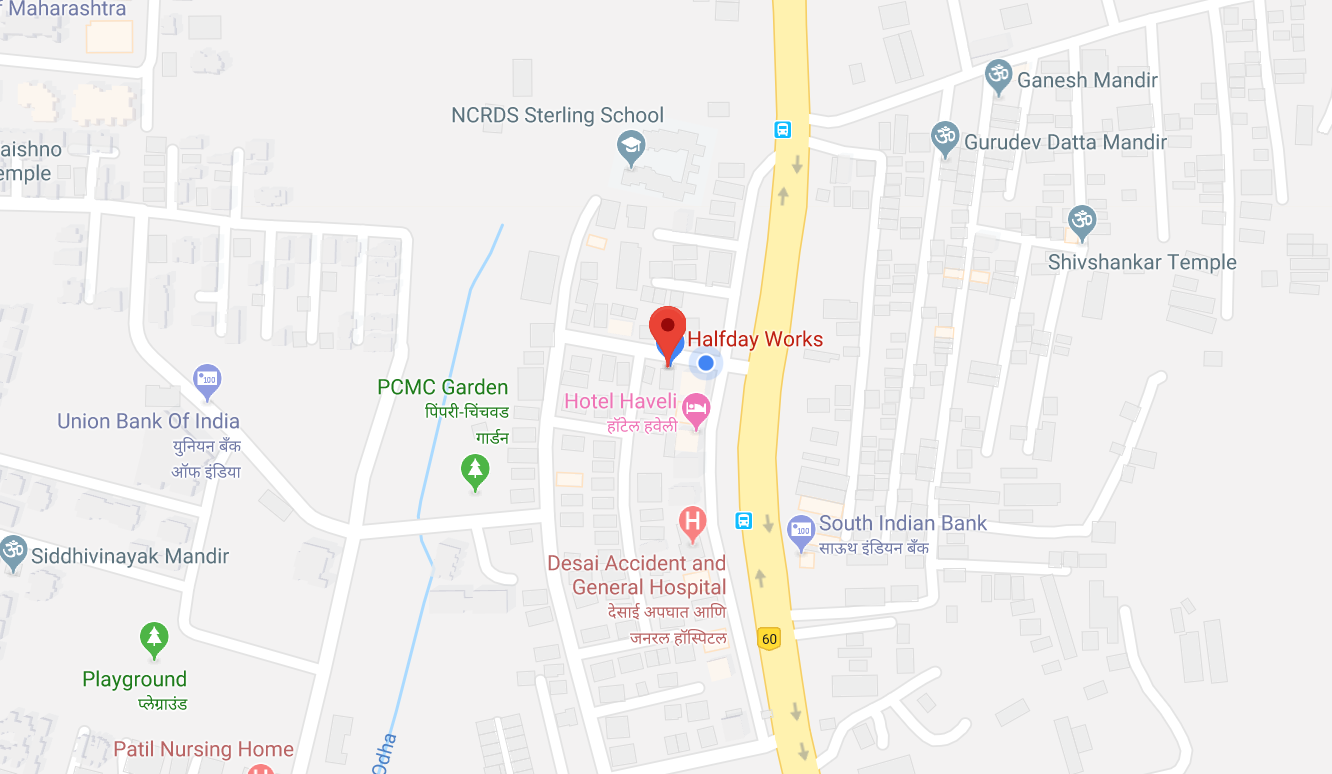 Maharashtra
NCRDS Sterling School
Ganesh Mandir
Gurudev Datta Mandir
aishno
emple
Shivshankar Temple
Halfday Works
PCMC Garden
पिंपरी-चिंचवड
गार्डन
Hotel Haveli
हॉटेल हवेली
100
Union Bank Of India
युनियन बँक
ऑफ इंडिया
H
100
South Indian Bank
साऊथ इंडियन बँक
Siddhivinayak Mandir
Desai Accident and
General Hospital
देसाई अपघात आणि
जनरल हॉस्पिटल
60
Playground
प्लेग्राउंड
Patil Nursing Home
H
Odha